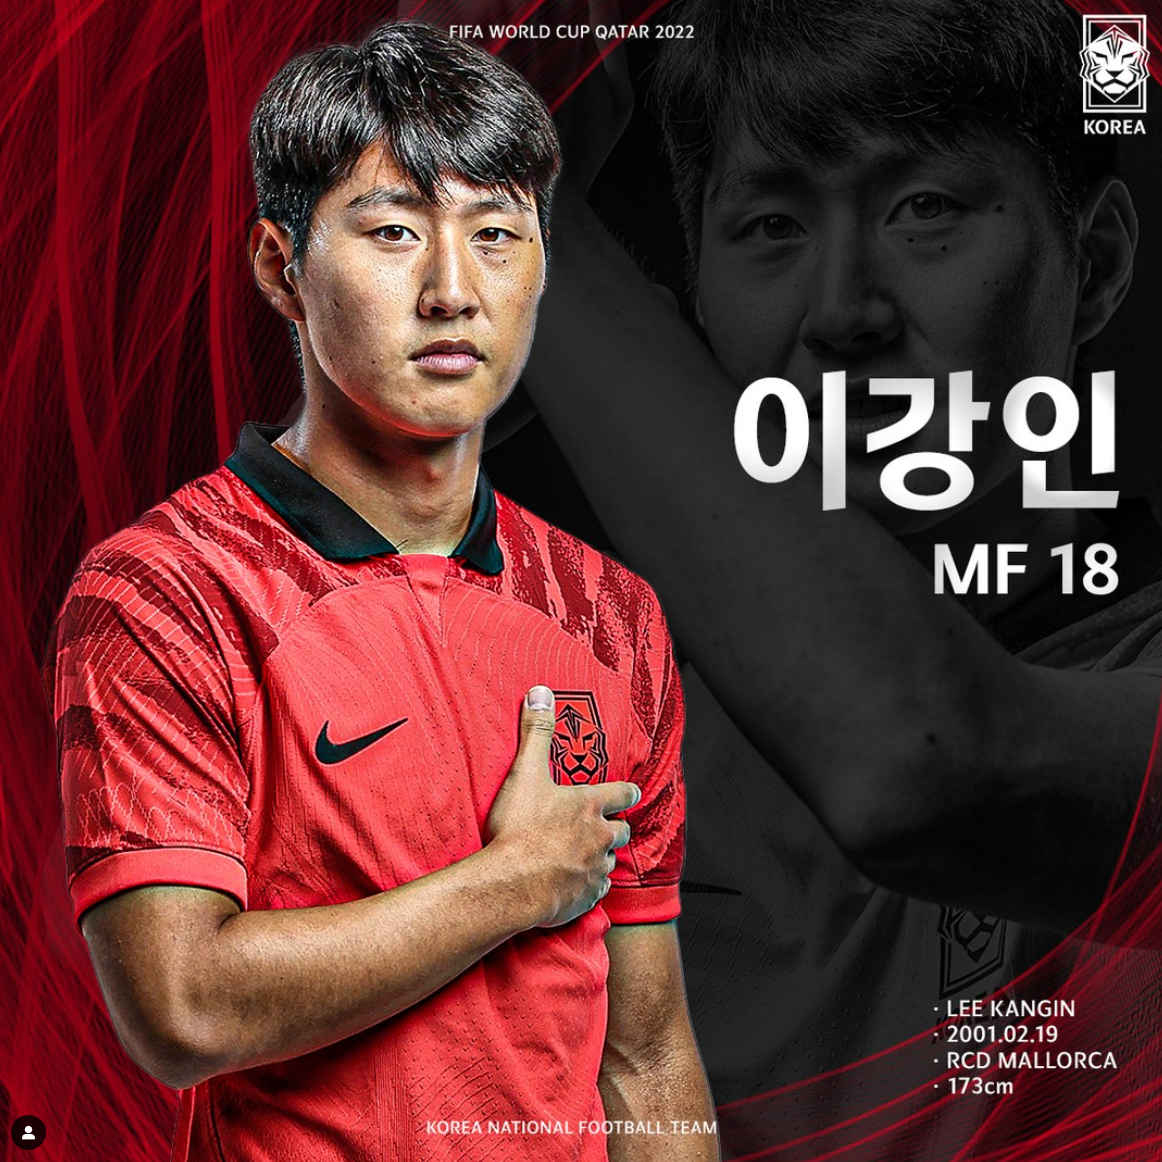 FIFA WORLD CUP QATAR 2022
KOREA
이강인
MF 18
· LEE KANGIN
· 2001.02.19
· RCD MALLORCA
· 173cm
KOREA NATIONAL FOOTBALL TEAM